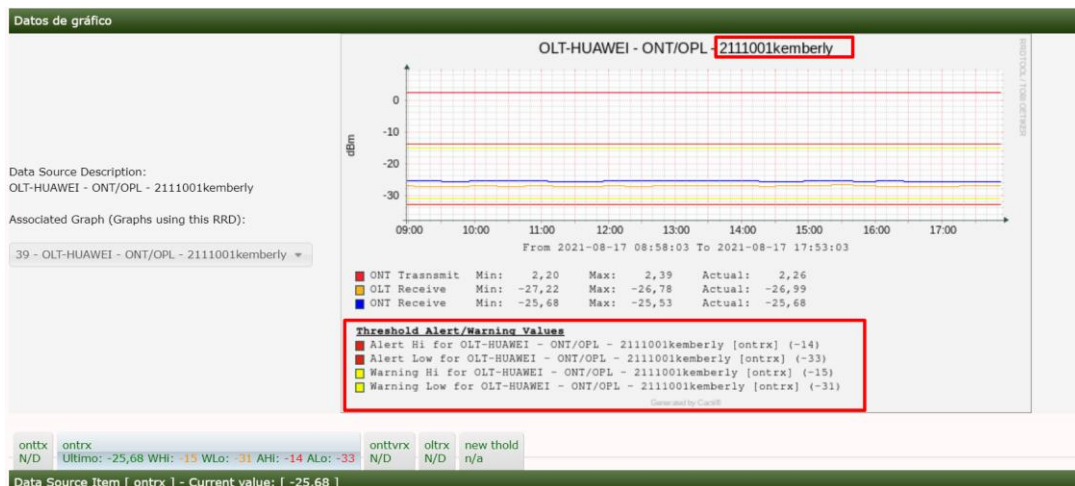 Datos de gráfico
OLT-HUAWEI - ONT/OPL - 2111001kemberly
RRDTOOL / TOBI OETIKER
dBm
0
-10
-20
-30
09:00 10:00 11:00 12:00 13:00 14:00 15:00 16:00 17:00
From 2021-08-17 08:58:03 To 2021-08-17 17:53:03
Data Source Description:
OLT-HUAWEI - ONT/OPL - 2111001kemberly
Associated Graph (Graphs using this RRD):
39 - OLT-HUAWEI - ONT/OPL - 2111001kemberly
ONT Trasnsmit Min: 2,20 Max: 2,39 Actual: 2,26
OLT Receive Min: -27,22 Max: -26,78 Actual: -26,99
ONT Receive Min: -25,68 Max: -25,53 Actual: -25,68
Threshold Alert/Warning Values
Alert Hi for OLT-HUAWEI - ONT/OPL - 2111001kemberly [ontrx] (-14)
Alert Low for OLT-HUAWEI - ONT/OPL - 2111001kemberly [ontrx] (-33)
Warning Hi for OLT-HUAWEI - ONT/OPL - 2111001kemberly [ontrx] (-15)
Warning Low for OLT-HUAWEI - ONT/OPL - 2111001kemberly [ontrx] (-31)
Generated by Cacti®
onttx ontrx onttvrx oltrx new thold
N/D Ultimo: -25,68 WHi: -15 WLo: -31 AHi: -14 ALo: -33 N/D N/D n/a
Data Source Item [ ontrx ] - Current value: [ -25,68 ]